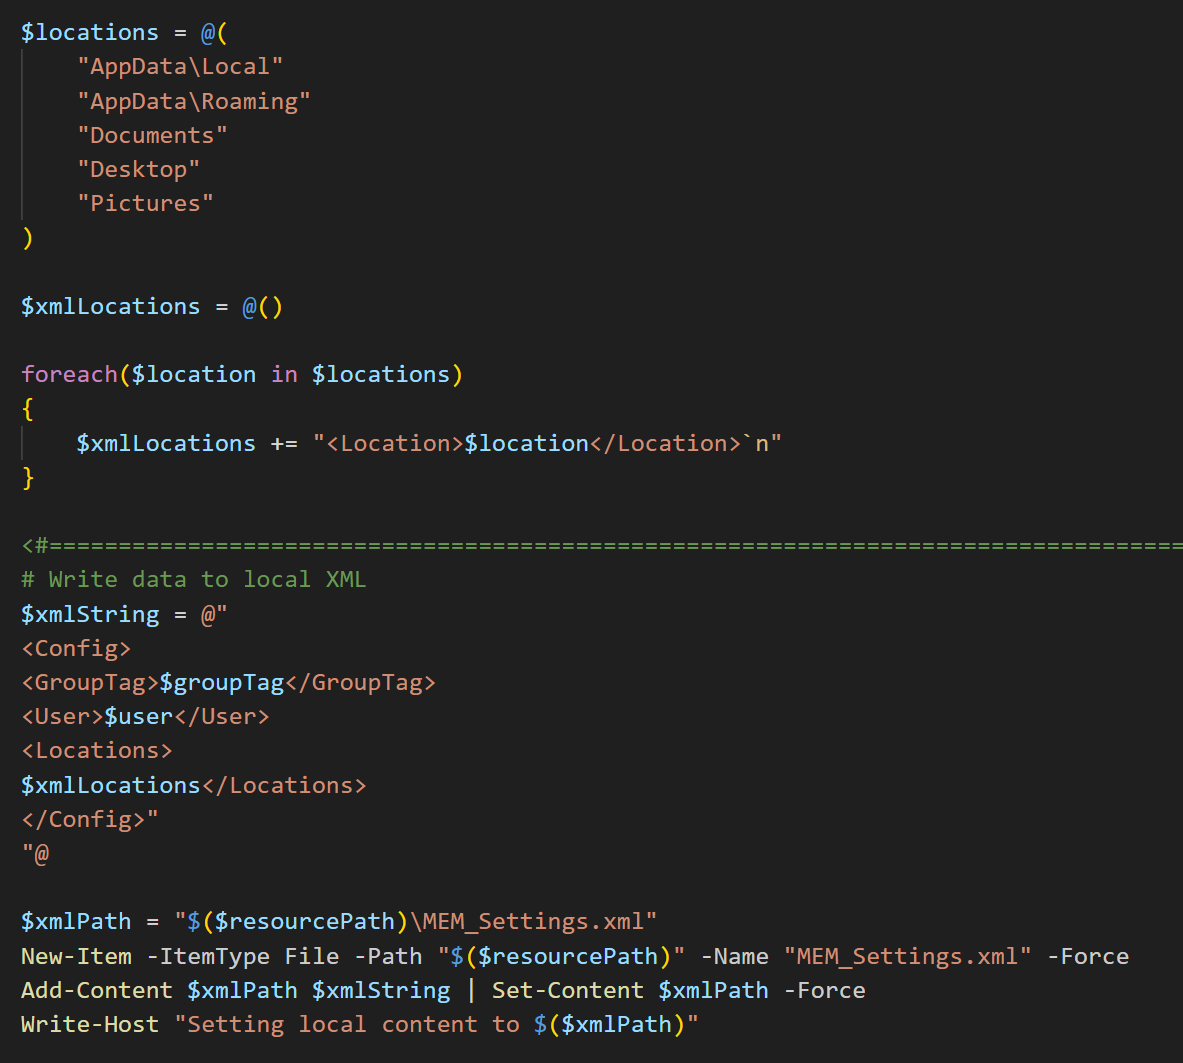 $locations = @(
    "AppData\Local"
    "AppData\Roaming"
    "Documents"
    "Desktop"
    "Pictures"
)
$xmlLocations = @()
foreach($location in $locations)
{
    $xmlLocations += "<Location>$location</Location>`n"
}
<#==================================================================================
# Write data to local XML
$xmlString = @"
<Config>
<GroupTag>$groupTag</GroupTag>
<User>$user</User>
<Locations>
$xmlLocations</Locations>
</Config>"
"@
$xmlPath = "$($resourcePath)\MEM_Settings.xml"
New-Item -ItemType File -Path "$($resourcePath)" -Name "MEM_Settings.xml" -Force
Add-Content $xmlPath $xmlString | Set-Content $xmlPath -Force
Write-Host "Setting local content to $($xmlPath)"